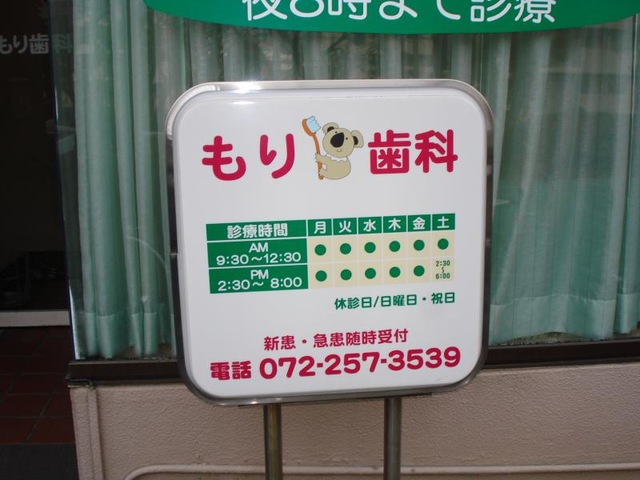 夜8時まで診療
もり歯科
もり歯科
診療時間 月 火 水 木 金 土
AM 9:30～12:30 ● ● ● ● ● ●
PM 2:30～8:00 ● ● ● ● ● 2:30～6:00
休診日/日曜日・祝日
新患・急患随時受付
電話 072-257-3539